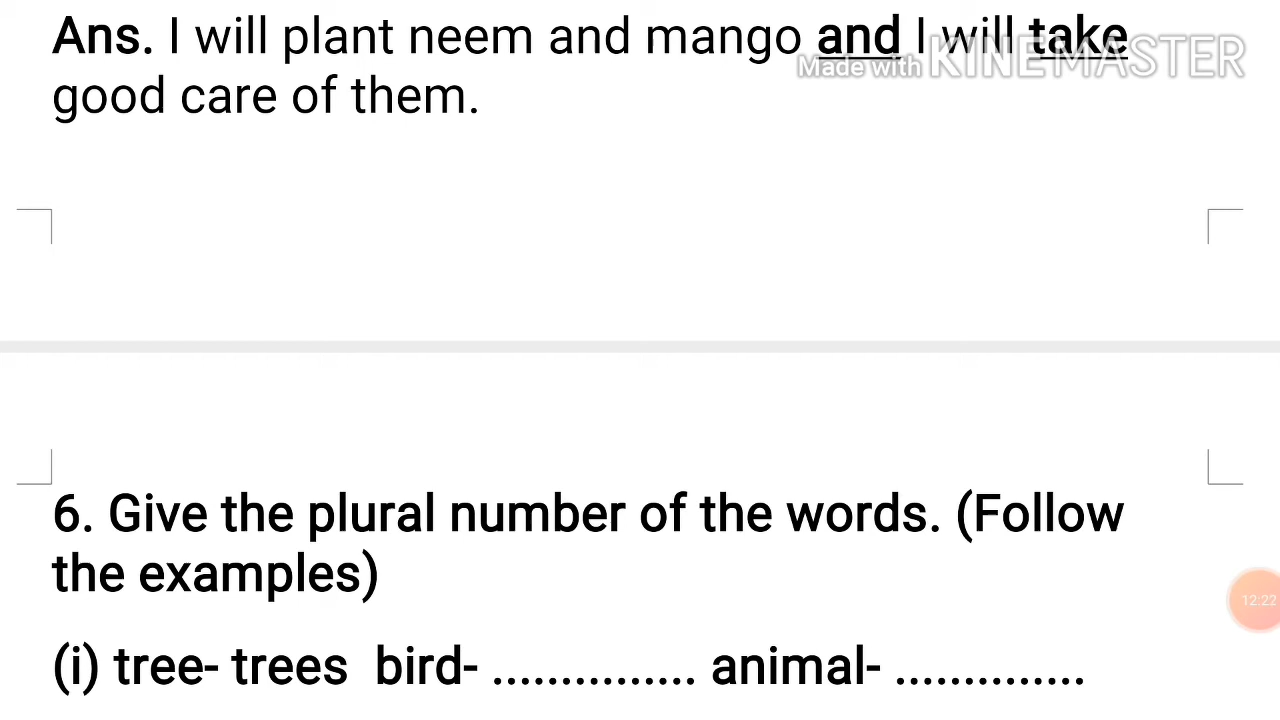 Ans. I will plant neem and mango and I will take
Made with KINEMASTER
good care of them.
6. Give the plural number of the words. (Follow
the examples)
12:22
(i) tree- trees bird- ............... animal- ..............